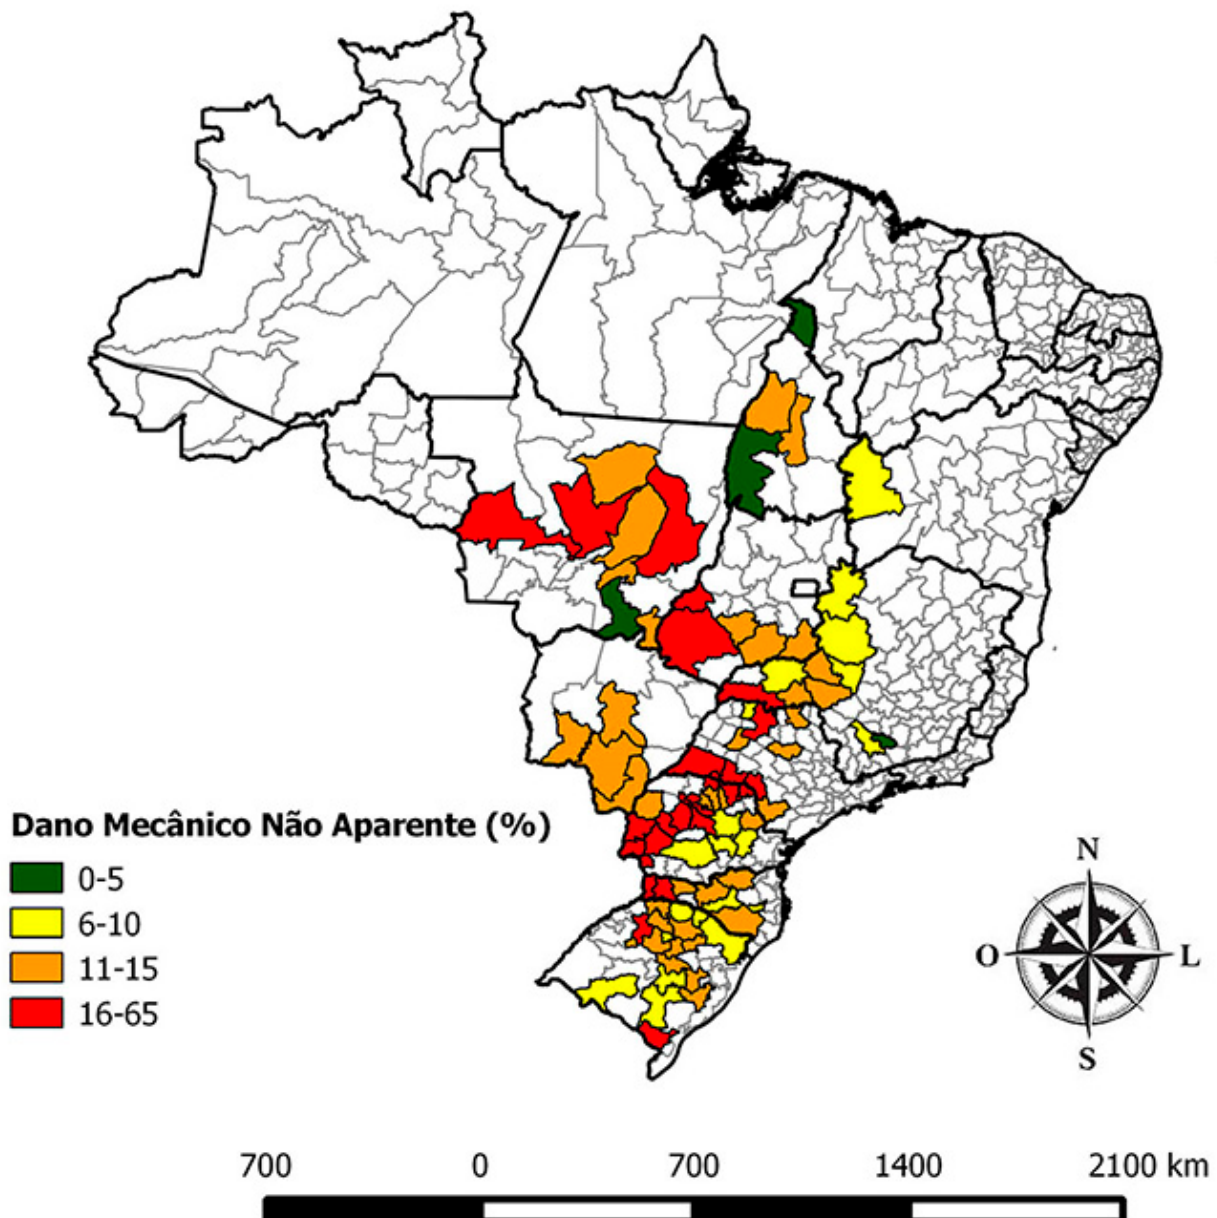 Dano Mecânico Não Aparente (%)
0-5
6-10
11-15
16-65
N
O L
S
700 0 700 1400 2100 km